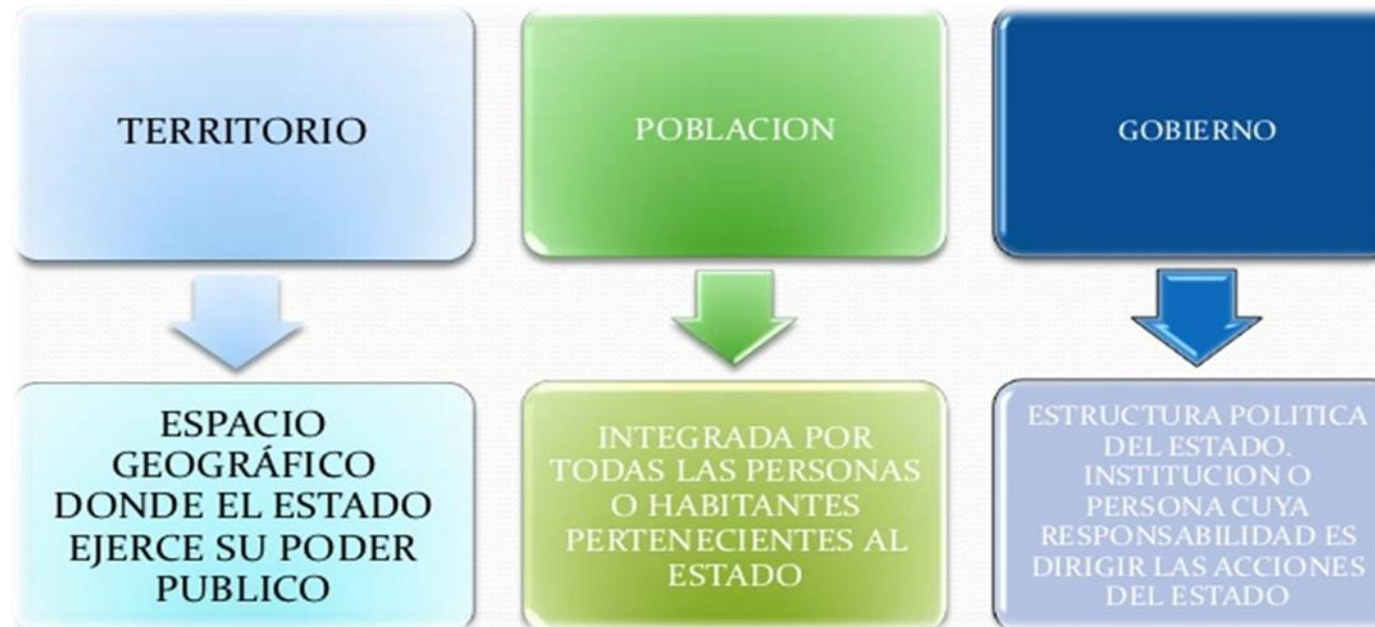 TERRITORIO
POBLACION
GOBIERNO
ESPACIO
GEOGRÁFICO
DONDE EL ESTADO
EJERCE SU PODER
PUBLICO
INTEGRADA POR
TODAS LAS PERSONAS
O HABITANTES
PERTENECIENTES AL
ESTADO
ESTRUCTURA POLITICA
DEL ESTADO.
INSTITUCION O
PERSONA CUYA
RESPONSABILIDAD ES
DIRIGIR LAS ACCIONES
DEL ESTADO